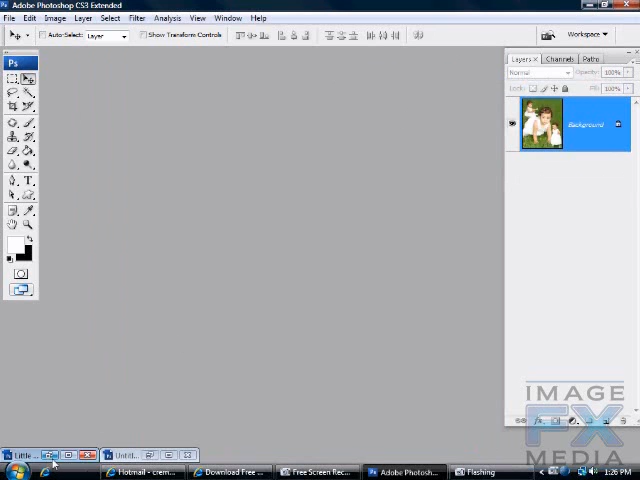 Adobe Photoshop CS3 Extended
File Edit Image Layer Select Filter Analysis View Window Help
Auto-Select: Layer Show Transform Controls Workspace
Ps
Layers Channels Paths
Normal Opacity: 100%
Lock: Fill: 100%
Background
IMAGE
FX
MEDIA
Little ... Untitl...
Hotmail - crem... Download Free ... Free Screen Rec... Adobe Photosh... Flashing 1:26 PM